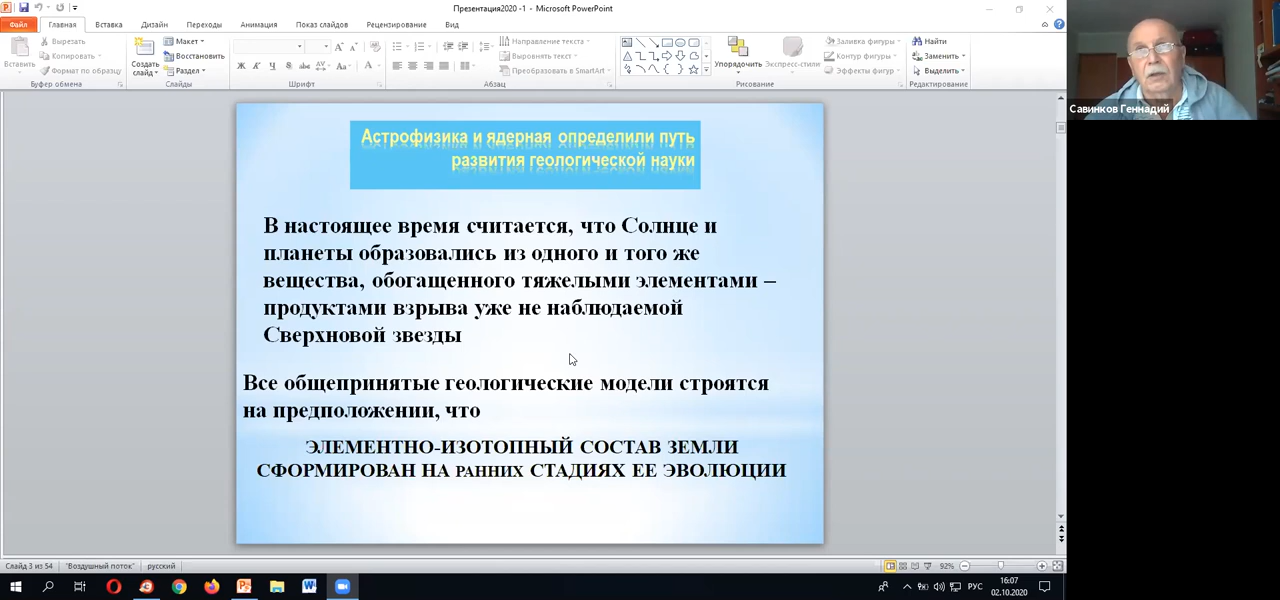 Презентация2020 -1 - Microsoft PowerPoint
Файл Главная Вставка Дизайн Переходы Анимация Показ слайдов Рецензирование Вид
Вставить
Вырезать
Копировать
Формат по образцу
Буфер обмена
Создать слайд
Макет
Восстановить
Раздел
Слайды
Ж К Ч S abc AV Aa A
Шрифт
Направление текста
Выровнять текст
Преобразовать в SmartArt
Абзац
Упорядочить
Экспресс-стили
Заливка фигуры
Контур фигуры
Эффекты фигур
Рисование
Найти
Заменить
Выделить
Редактирование
Савинков Геннадий
Астрофизика и ядерная определили путь
развития геологической науки
В настоящее время считается, что Солнце и
планеты образовались из одного и того же
вещества, обогащенного тяжелыми элементами –
продуктами взрыва уже не наблюдаемой
Сверхновой звезды
Все общепринятые геологические модели строятся
на предположении, что
ЭЛЕМЕНТНО-ИЗОТОПНЫЙ СОСТАВ ЗЕМЛИ
СФОРМИРОВАН НА РАННИХ СТАДИЯХ ЕЕ ЭВОЛЮЦИИ
Слайд 3 из 54 "Воздушный поток" русский 92%
РУС
16:07
02.10.2020